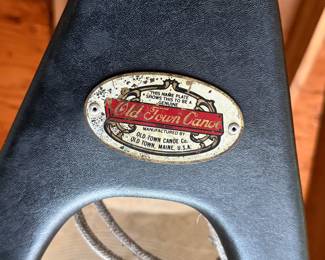 THIS NAME PLATE
SHOWS THIS TO BE A
GENUINE
Old Town Canoe
MANUFACTURED BY
OLD TOWN CANOE Co.
OLD TOWN, MAINE, U.S.A.